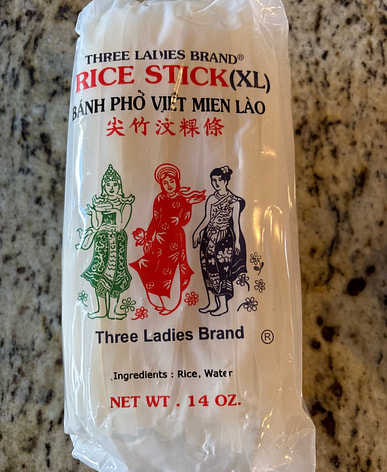 THREE LADIES BRAND®
RICE STICK(XL)
BÁNH PHỞ VIỆT MIEN LÀO
尖竹汶粿條
Three Ladies Brand ®
Ingredients : Rice, Water
NET WT . 14 OZ.